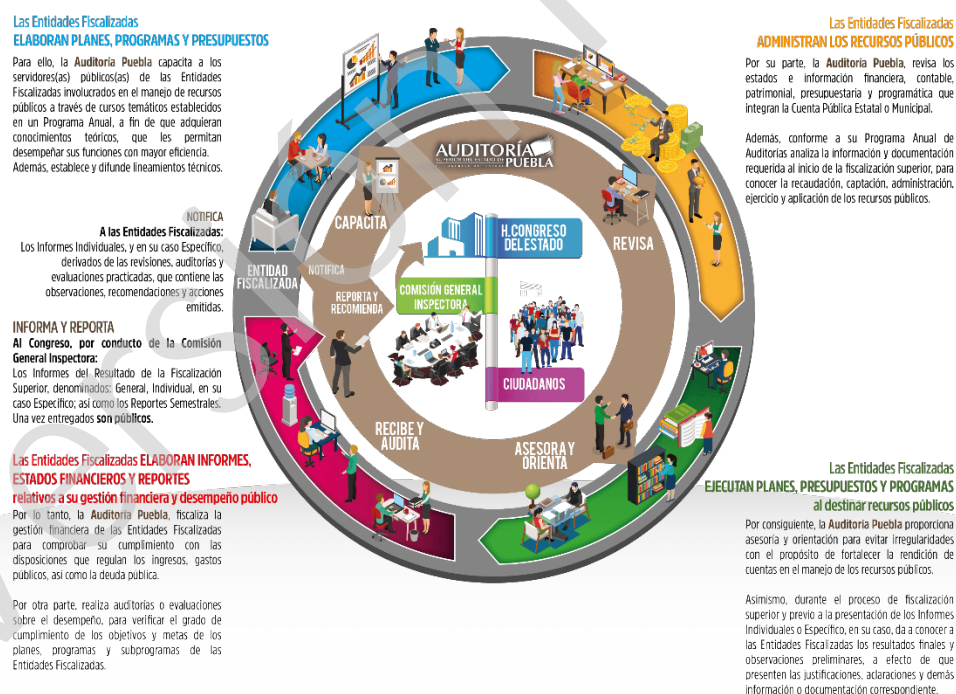 Las Entidades Fiscalizadas
ELABORAN PLANES, PROGRAMAS Y PRESUPUESTOS
Para ello, la Auditoría Puebla capacita a los
servidores(as) públicos(as) de las Entidades
Fiscalizadas involucrados en el manejo de recursos
públicos a través de cursos temáticos establecidos
en un Programa Anual, a fin de que adquieran
conocimientos teóricos, que les permitan
desempeñar sus funciones con mayor eficiencia.
Además, establece y difunde lineamientos técnicos.
NOTIFICA
A las Entidades Fiscalizadas:
Los Informes Individuales, y en su caso Específico,
derivados de las revisiones, auditorías y
evaluaciones practicadas, que contiene las
observaciones, recomendaciones y acciones
emitidas.
INFORMA Y REPORTA
Al Congreso, por conducto de la Comisión
General Inspectora:
Los Informes del Resultado de la Fiscalización
Superior, denominados: General, Individual, en su
caso Específico; así como los Reportes Semestrales.
Una vez entregados son públicos.
Las Entidades Fiscalizadas ELABORAN INFORMES,
ESTADOS FINANCIEROS Y REPORTES
relativos a su gestión financiera y desempeño público
Por lo tanto, la Auditoría Puebla, fiscaliza la
gestión financiera de las Entidades Fiscalizadas
para comprobar su cumplimiento con las
disposiciones que regulan los ingresos, gastos
públicos, así como la deuda pública.
Por otra parte, realiza auditorías o evaluaciones
sobre el desempeño, para verificar el grado de
cumplimiento de los objetivos y metas de los
planes, programas y subprogramas de las
Entidades Fiscalizadas.
AUDITORÍA
PUEBLA
CAPACITA
REVISA
H. CONGRESO
DEL ESTADO
ENTIDAD
FISCALIZADA
NOTIFICA
REPORTA Y
RECOMIENDA
COMISIÓN GENERAL
INSPECTORA
CIUDADANOS
RECIBE Y
AUDITA
ASESORA Y
ORIENTA
Las Entidades Fiscalizadas
ADMINISTRAN LOS RECURSOS PÚBLICOS
Por su parte, la Auditoría Puebla, revisa los
estados e información financiera, contable,
patrimonial, presupuestaria y programática que
integran la Cuenta Pública Estatal o Municipal.
Además, conforme a su Programa Anual de
Auditorías analiza la información y documentación
requerida al inicio de la fiscalización superior, para
conocer la recaudación, captación, administración,
ejercicio y aplicación de los recursos públicos.
Las Entidades Fiscalizadas
EJECUTAN PLANES, PRESUPUESTOS Y PROGRAMAS
al destinar recursos públicos
Por consiguiente, la Auditoría Puebla proporciona
asesoría y orientación para evitar irregularidades
con el propósito de fortalecer la rendición de
cuentas en el manejo de los recursos públicos.
Asimismo, durante el proceso de fiscalización
superior y previo a la presentación de los Informes
Individuales o Específico, en su caso, da a conocer a
las Entidades Fiscalizadas los resultados finales y
observaciones preliminares, a efecto de que
presenten las justificaciones, aclaraciones y demás
información o documentación correspondiente.